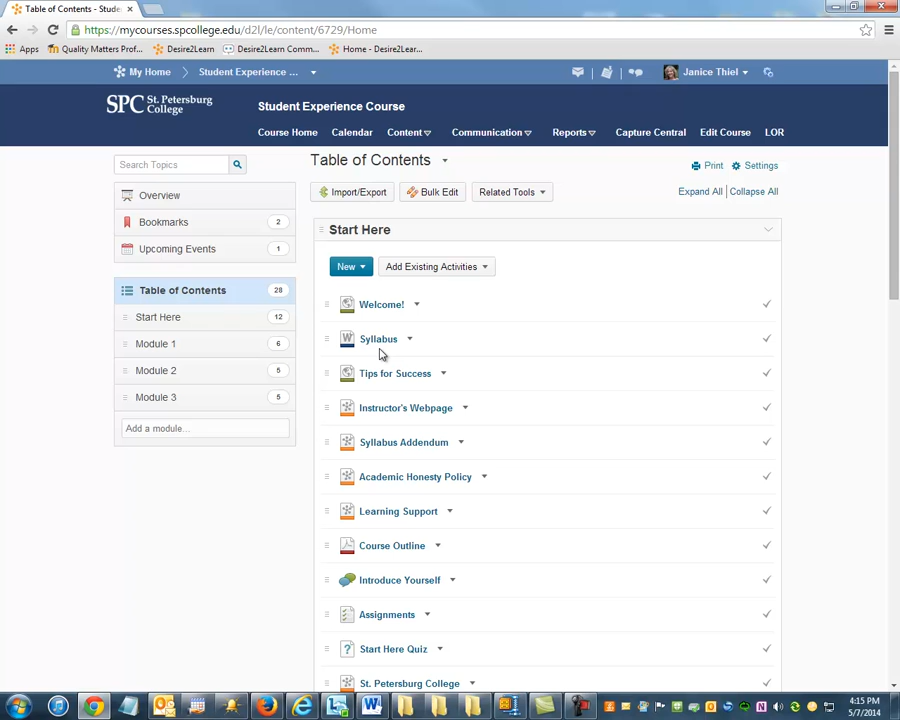 Table of Contents - Stude
https://mycourses.spcollege.edu/d2l/le/content/6729/Home
Apps
Quality Matters Prof...
Desire2Learn
Desire2Learn Comm...
Home - Desire2Lear...
My Home
Student Experience ...
Janice Thiel
SPC St. Petersburg College
Student Experience Course
Course Home
Calendar
Content
Communication
Reports
Capture Central
Edit Course
LOR
Search Topics
Overview
Bookmarks 2
Upcoming Events 1
Table of Contents 28
Start Here 12
Module 1 6
Module 2 5
Module 3 5
Add a module...
Table of Contents
Print
Settings
Import/Export
Bulk Edit
Related Tools
Expand All
Collapse All
Start Here
New
Add Existing Activities
Welcome!
Syllabus
Tips for Success
Instructor's Webpage
Syllabus Addendum
Academic Honesty Policy
Learning Support
Course Outline
Introduce Yourself
Assignments
Start Here Quiz
St. Petersburg College
4:15 PM
5/7/2014